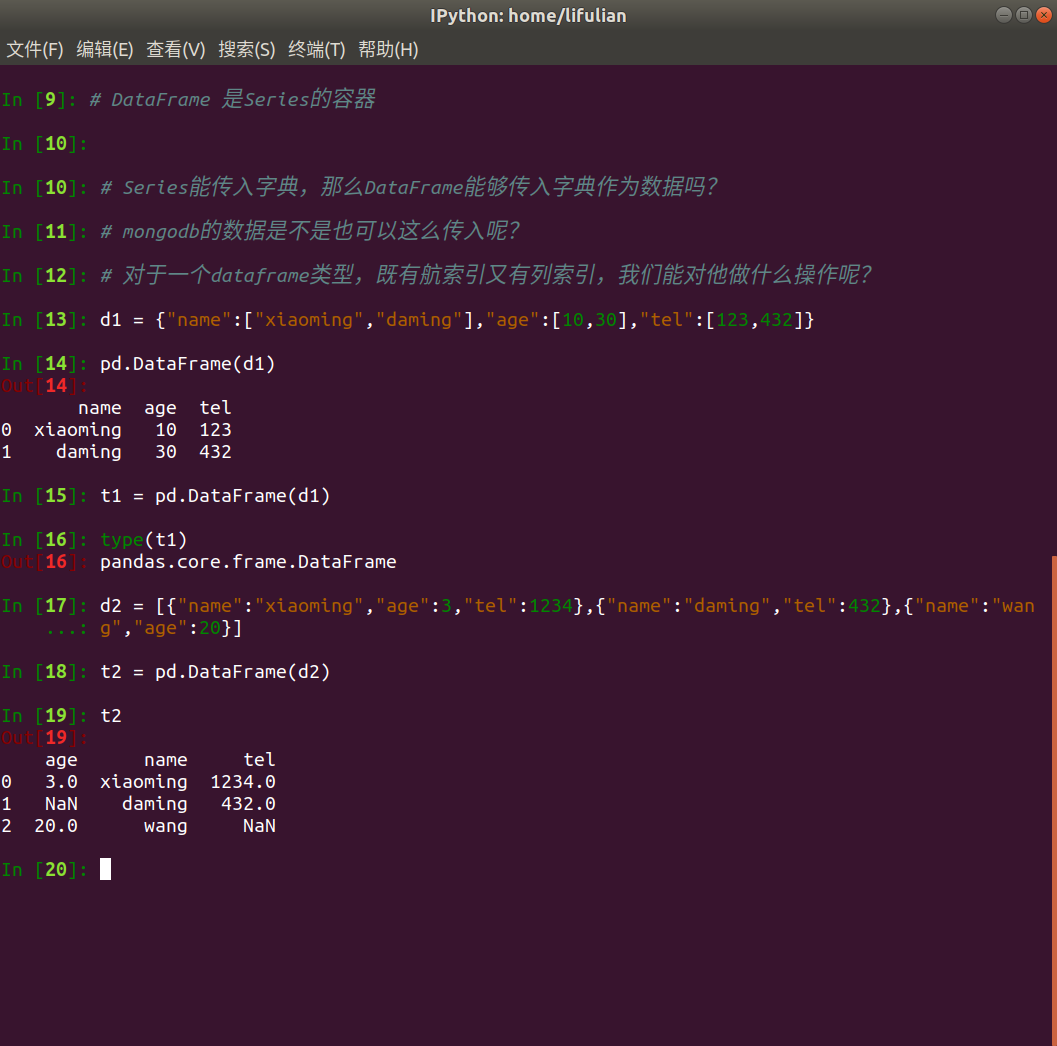 IPython: home/lifulian
文件(F) 编辑(E) 查看(V) 搜索(S) 终端(T) 帮助(H)
In [9]: # DataFrame 是Series的容器
In [10]:
In [10]: # Series能传入字典，那么DataFrame能够传入字典作为数据吗？
In [11]: # mongodb的数据是不是也可以这么传入呢？
In [12]: # 对于一个dataframe类型，既有航索引又有列索引，我们能对他做什么操作呢？
In [13]: d1 = {"name":["xiaoming","daming"],"age":[10,30],"tel":[123,432]}
In [14]: pd.DataFrame(d1)
Out[14]:
name age tel
0 xiaoming 10 123
1 daming 30 432
In [15]: t1 = pd.DataFrame(d1)
In [16]: type(t1)
Out[16]: pandas.core.frame.DataFrame
In [17]: d2 = [{"name":"xiaoming","age":3,"tel":1234},{"name":"daming","tel":432},{"name":"wan
...: g","age":20}]
In [18]: t2 = pd.DataFrame(d2)
In [19]: t2
Out[19]:
age name tel
0 3.0 xiaoming 1234.0
1 NaN daming 432.0
2 20.0 wang NaN
In [20]: